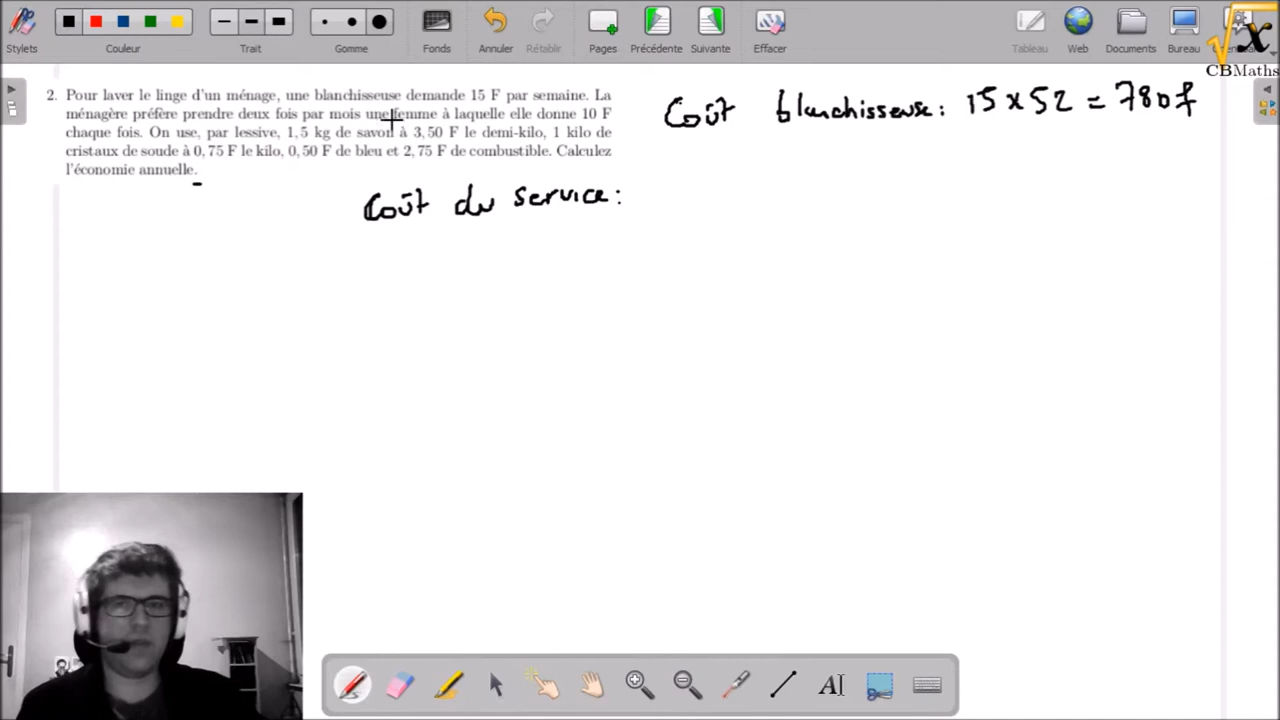 Stylets Couleur Trait Gomme Fonds Annuler Rétablir Pages Précédente Suivante Effacer Tableau Web Documents Bureau
CBMaths
2. Pour laver le linge d'un ménage, une blanchisseuse demande 15 F par semaine. La
ménagère préfère prendre deux fois par mois une femme à laquelle elle donne 10 F
chaque fois. On use, par lessive, 1,5 kg de savon à 3,50 F le demi-kilo, 1 kilo de
cristaux de soude à 0,75 F le kilo, 0,50 F de bleu et 2,75 F de combustible. Calculez
l'économie annuelle.
Coût blanchisseuse : 15 x 52 = 780 f
Coût du service :
AI